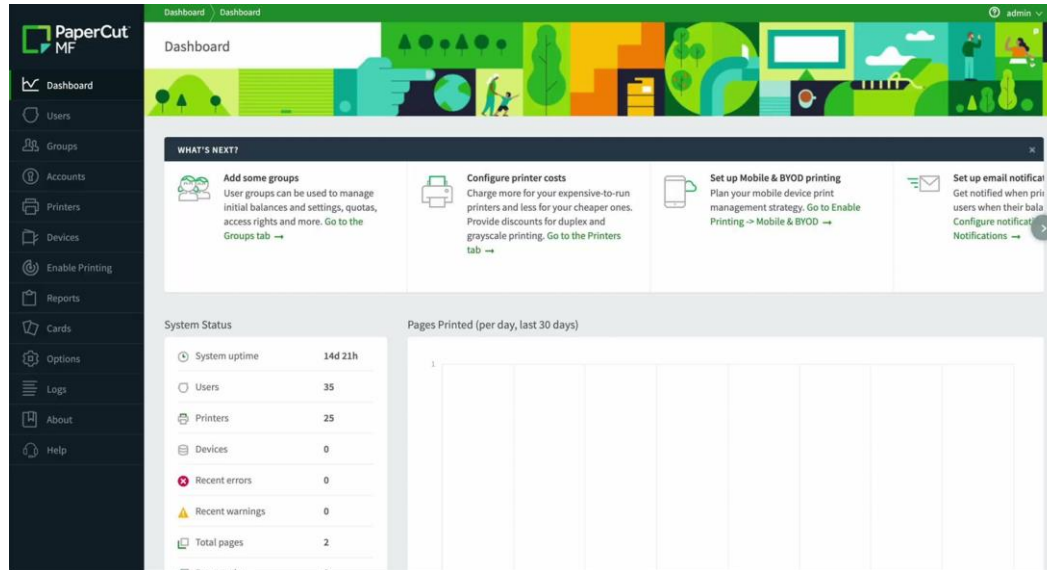 PaperCut
MF
Dashboard
Users
Groups
Accounts
Printers
Devices
Enable Printing
Reports
Cards
Options
Logs
About
Help
Dashboard
Dashboard
admin
Dashboard
WHAT'S NEXT?
Add some groups
User groups can be used to manage
initial balances and settings, quotas,
access rights and more. Go to the
Groups tab →
Configure printer costs
Charge more for your expensive-to-run
printers and less for your cheaper ones.
Provide discounts for duplex and
grayscale printing. Go to the Printers
tab →
Set up Mobile & BYOD printing
Plan your mobile device print
management strategy. Go to Enable
Printing -> Mobile & BYOD →
Set up email notificat
Get notified when pri
users when their bala
Configure notificat
Notifications →
System Status
System uptime 14d 21h
Users 35
Printers 25
Devices 0
Recent errors 0
Recent warnings 0
Total pages 2
Pages Printed (per day, last 30 days)
1